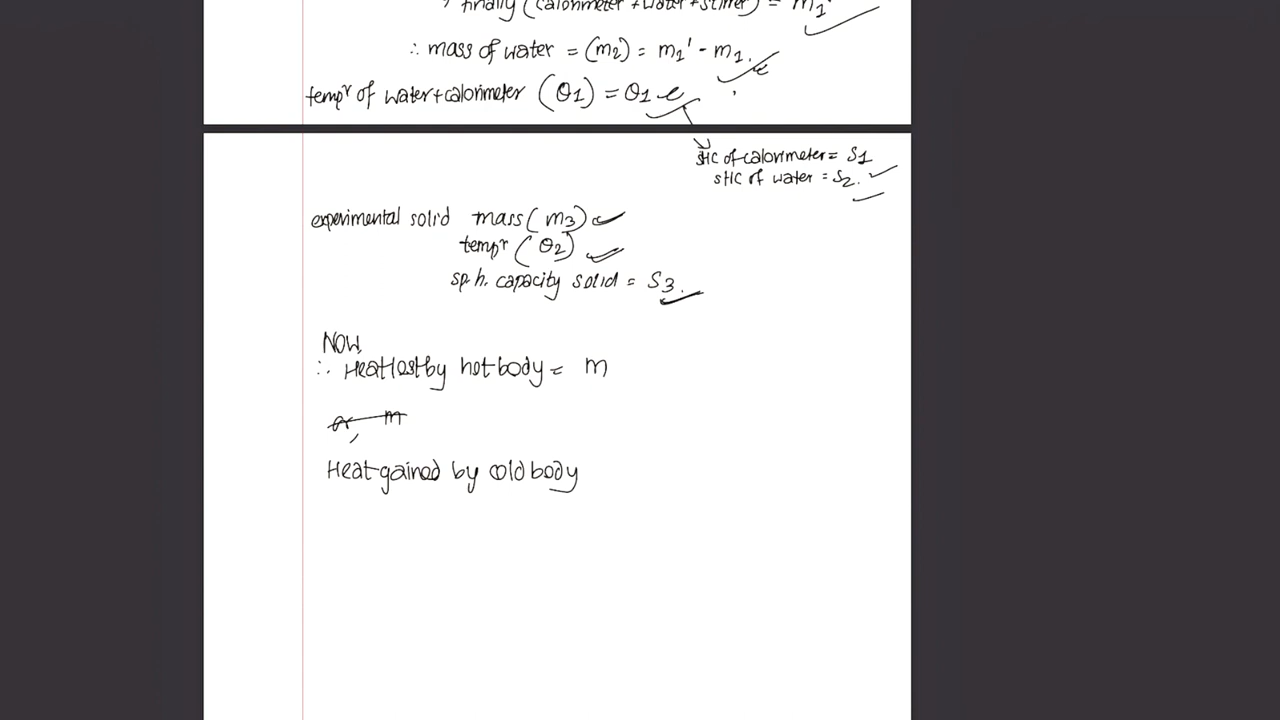 , finally (calorimeter + water + stirrer) = m1'
∴ mass of water = (m2) = m1' - m1.
tempr of water + calorimeter (θ1) = θ1
SHC of calorimeter = S1
SHC of water = S2.
experimental solid mass (m3)
tempr (θ2)
sp. h. capacity solid = S3.
NOW,
∴ Heat lost by hot body = m
or, m
Heat gained by cold body